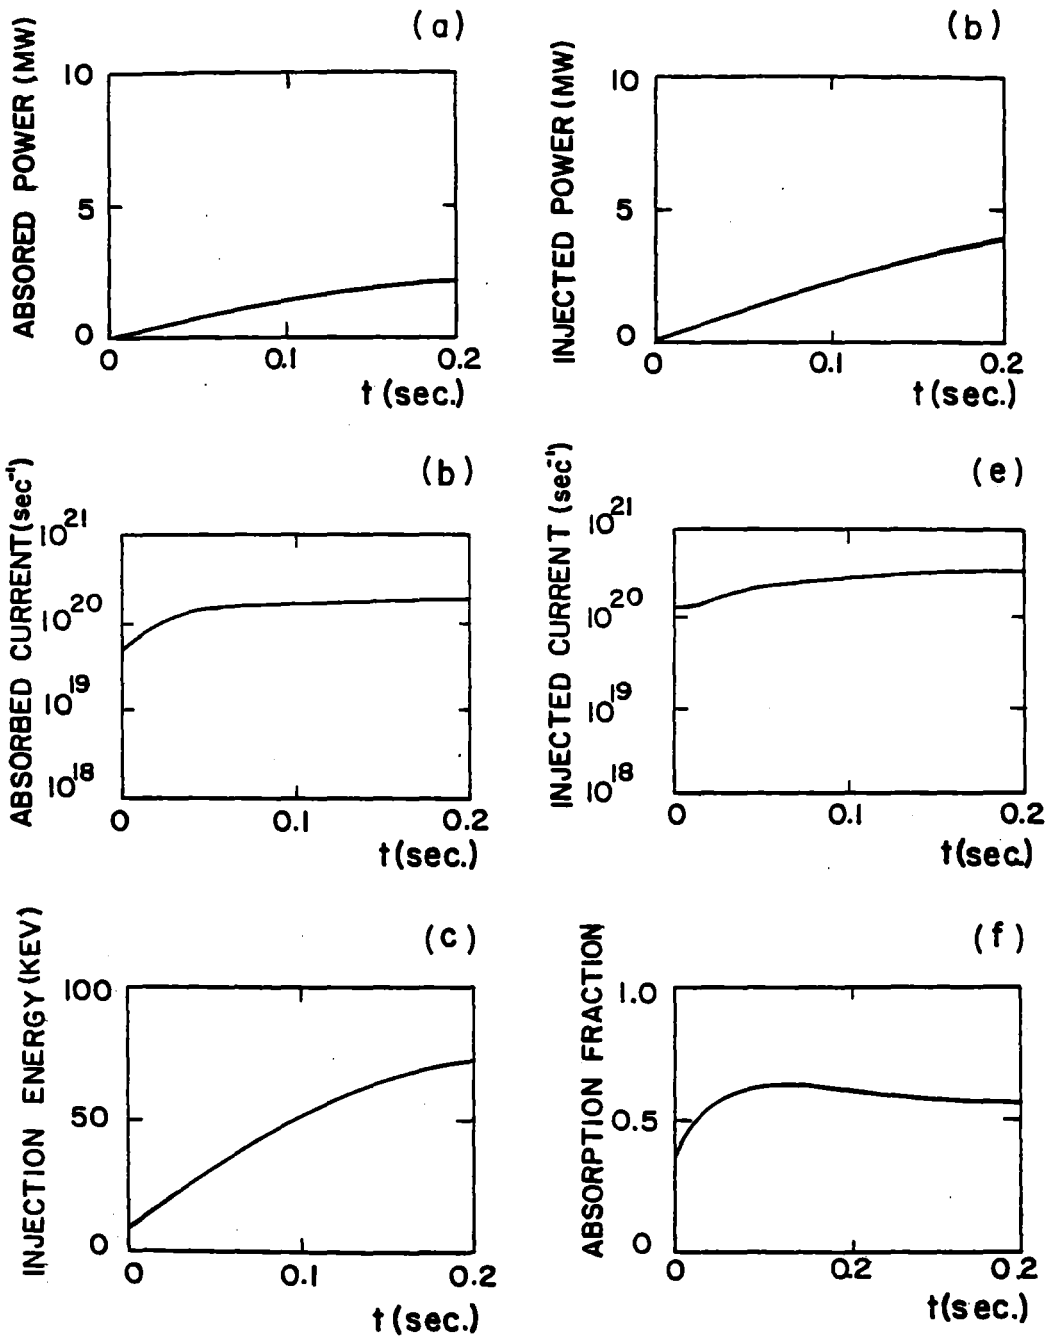 (a)
ABSORED POWER (MW)
10
5
0
0 0.1 0.2
t (sec.)
(b)
INJECTED POWER (MW)
10
5
0
0 0.1 0.2
t (sec.)
(b)
ABSORBED CURRENT (sec⁻¹)
10²¹
10²⁰
10¹⁹
10¹⁸
0 0.1 0.2
t (sec.)
(e)
INJECTED CURRENT (sec⁻¹)
10²¹
10²⁰
10¹⁹
10¹⁸
0 0.1 0.2
t (sec.)
(c)
INJECTION ENERGY (KEV)
100
50
0
0 0.1 0.2
t (sec.)
(f)
ABSORPTION FRACTION
1.0
0.5
0
0 0.2 0.2
t (sec.)